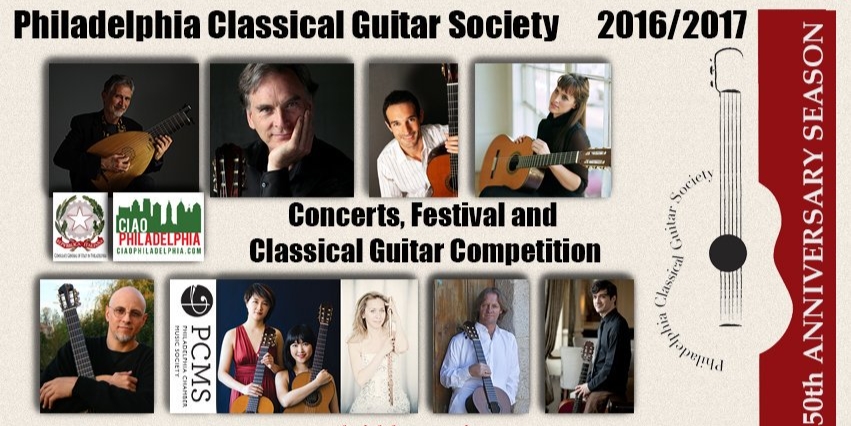 Philadelphia Classical Guitar Society 2016/2017
CIAO
PHILADELPHIA
CIAOPHILADELPHIA.COM
Concerts, Festival and
Classical Guitar Competition
PCMS
PHILADELPHIA CHAMBER
MUSIC SOCIETY
Philadelphia Classical Guitar Society
50th ANNIVERSARY SEASON